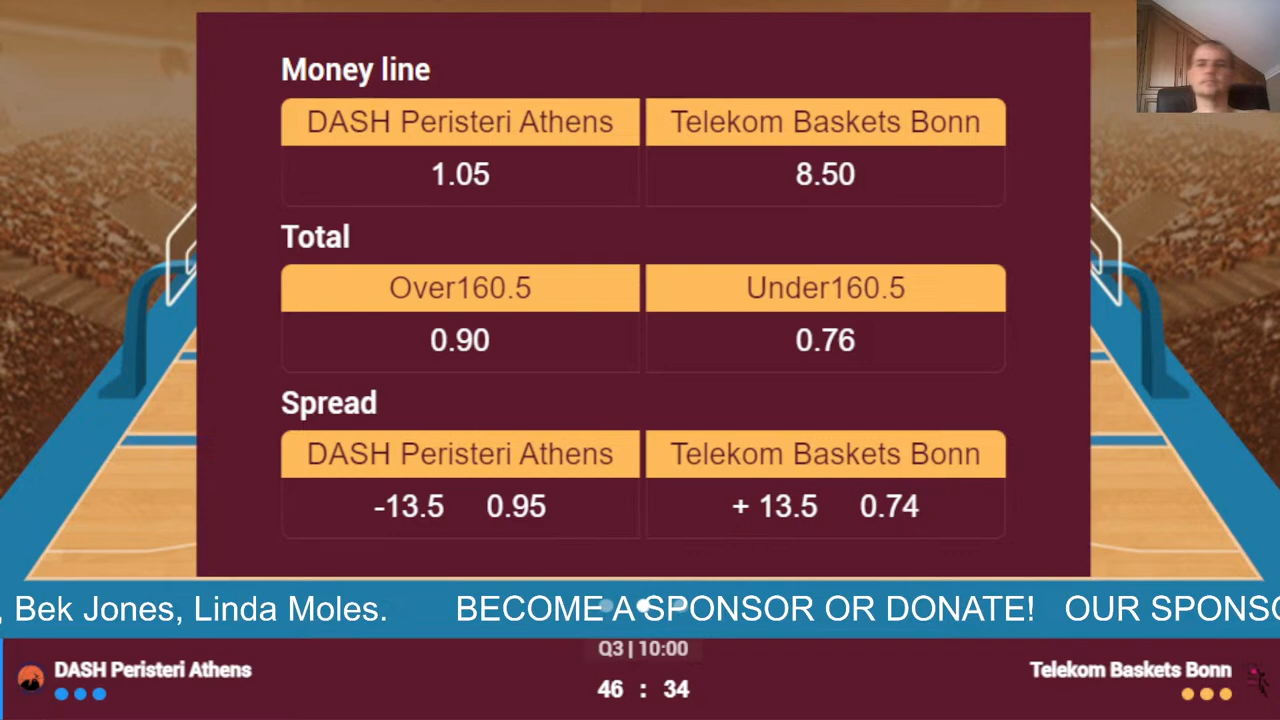 Money line
DASH Peristeri Athens Telekom Baskets Bonn
1.05 8.50
Total
Over160.5 Under160.5
0.90 0.76
Spread
DASH Peristeri Athens Telekom Baskets Bonn
-13.5 0.95 + 13.5 0.74
, Bek Jones, Linda Moles. BECOME A SPONSOR OR DONATE! OUR SPONSO
Q3 | 10:00
DASH Peristeri Athens Telekom Baskets Bonn
46 : 34